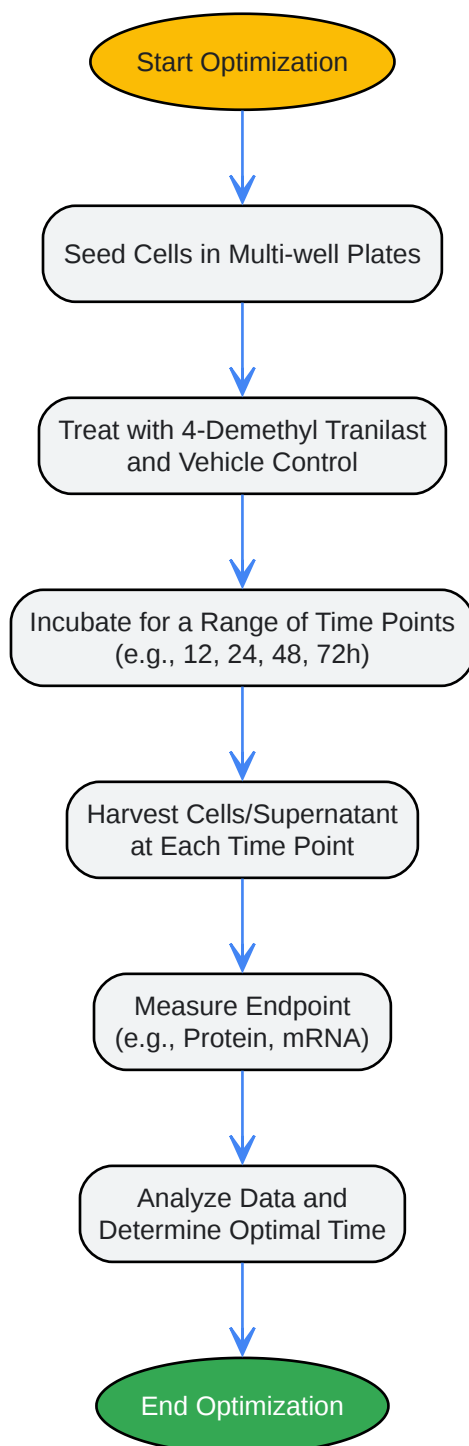 Start Optimization
Seed Cells in Multi-well Plates
Treat with 4-Demethyl Tranilast
and Vehicle Control
Incubate for a Range of Time Points
(e.g., 12, 24, 48, 72h)
Harvest Cells/Supernatant
at Each Time Point
Measure Endpoint
(e.g., Protein, mRNA)
Analyze Data and
Determine Optimal Time
End Optimization